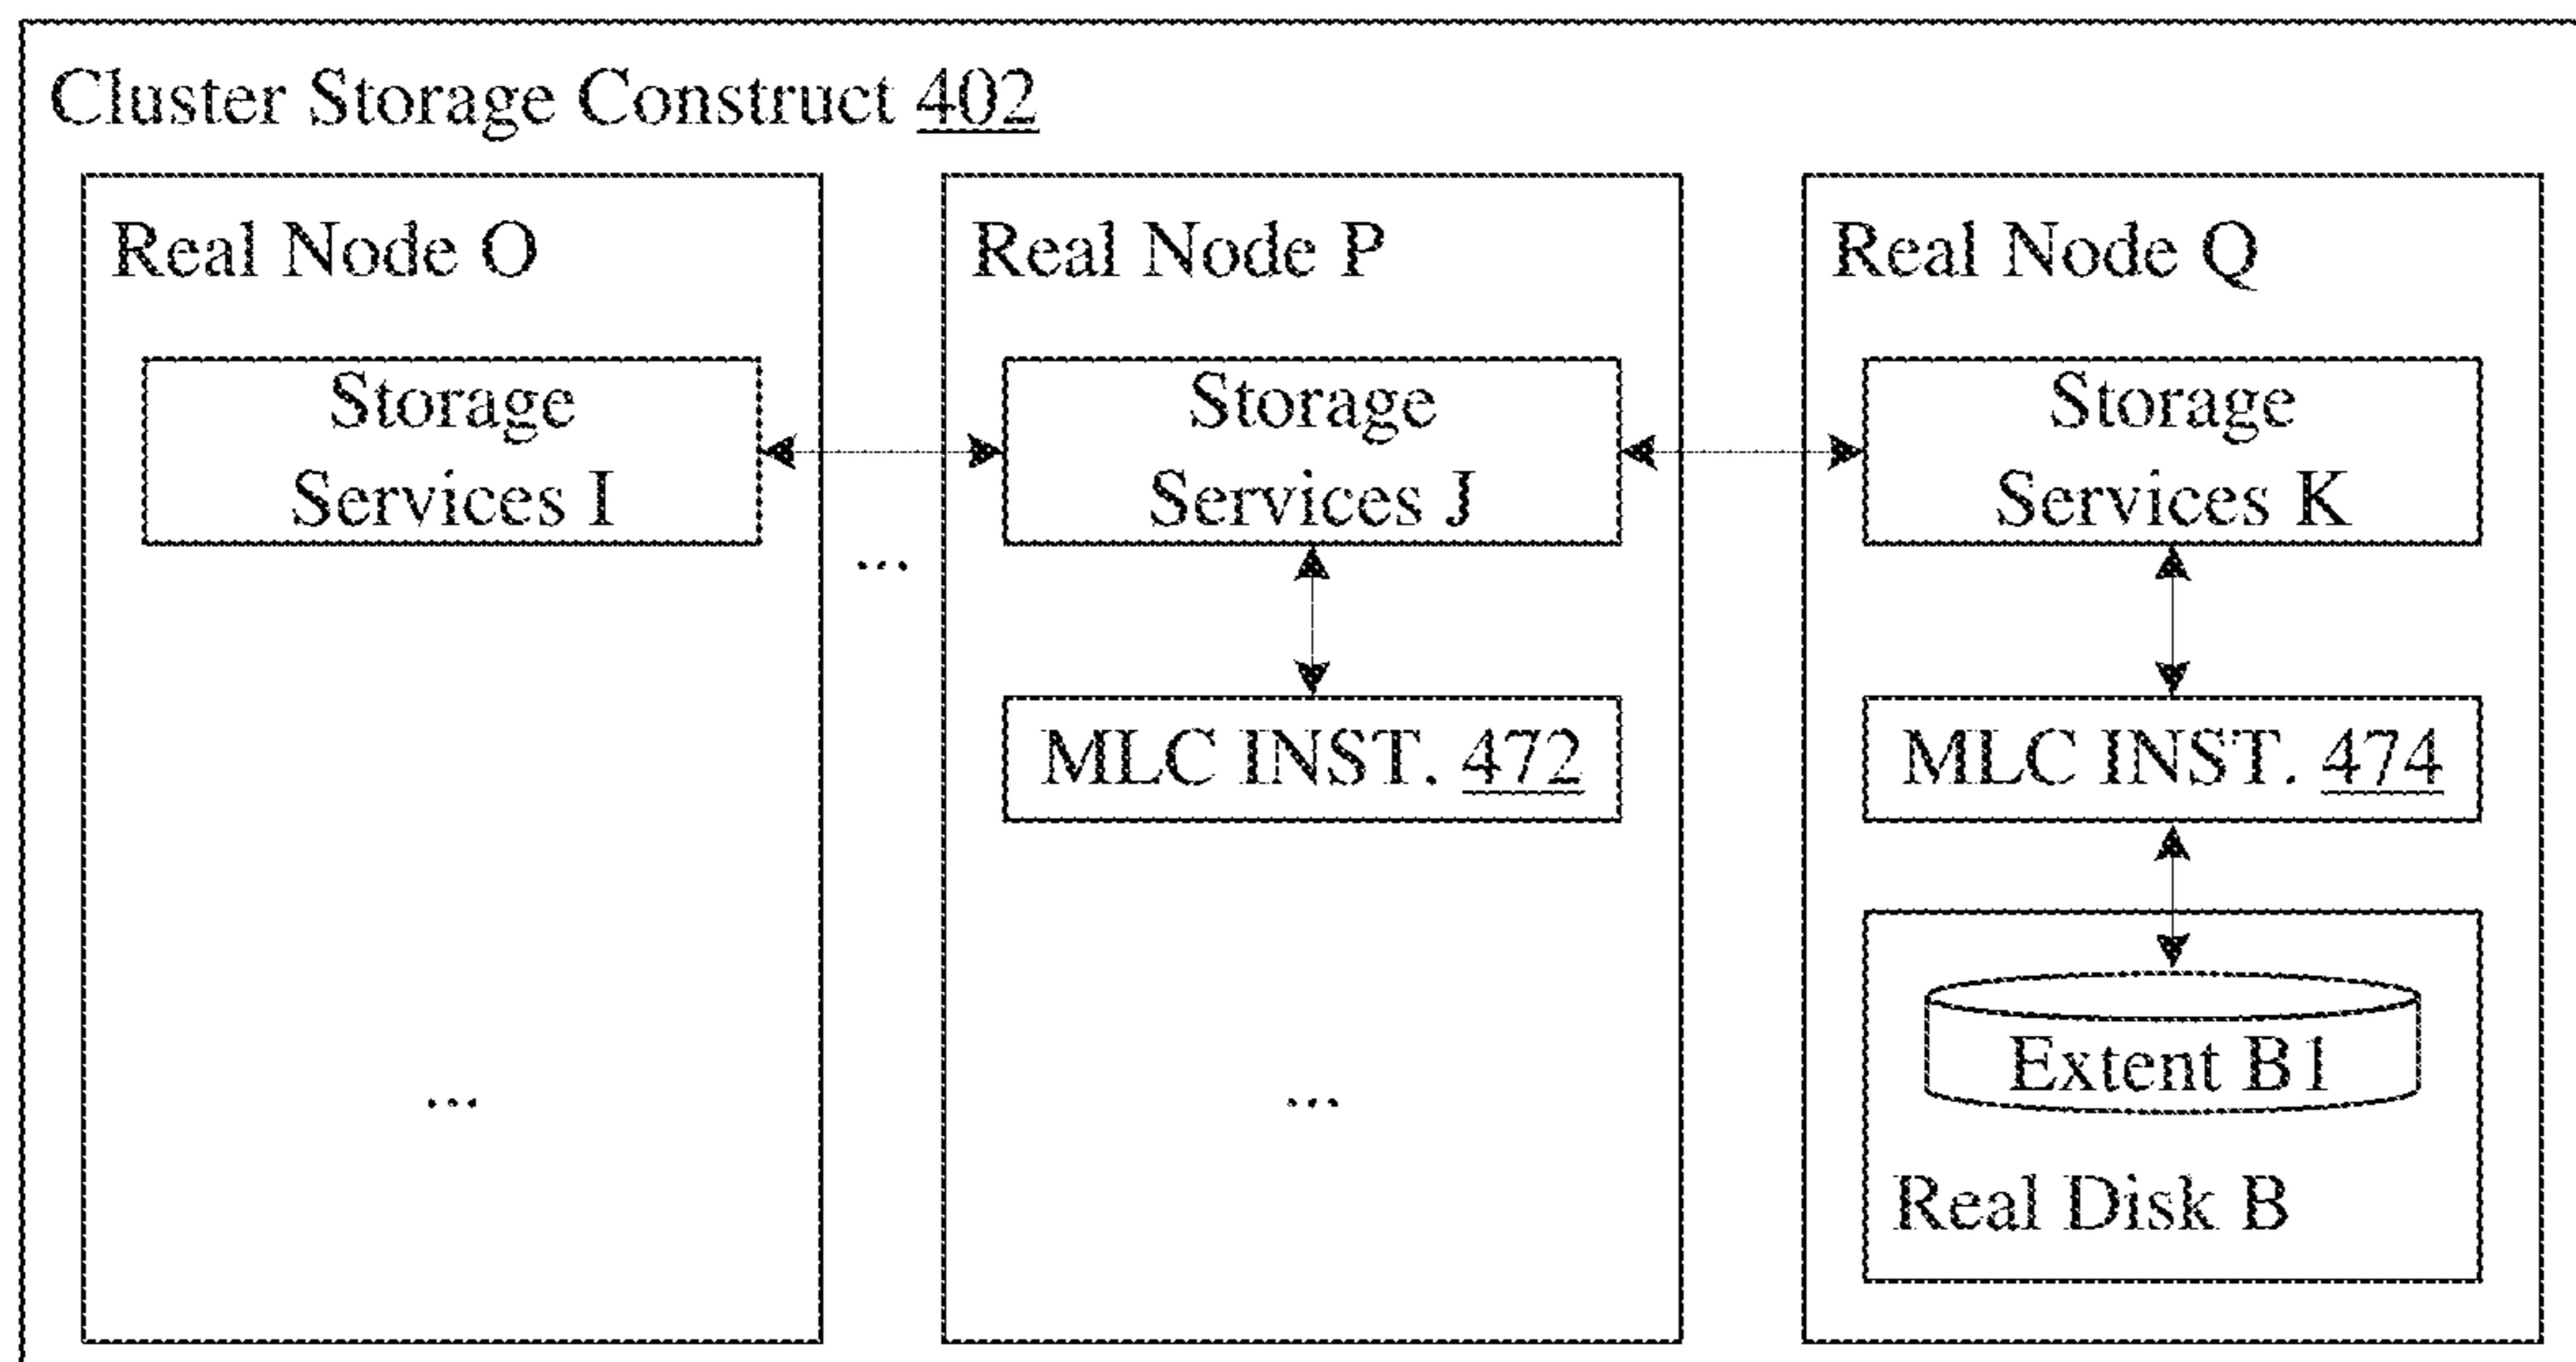 Cluster Storage Construct 402
Real Node O
Storage
Services I
...
Real Node P
Storage
Services J
MLC INST. 472
...
...
Real Node Q
Storage
Services K
MLC INST. 474
Extent B1
Real Disk B